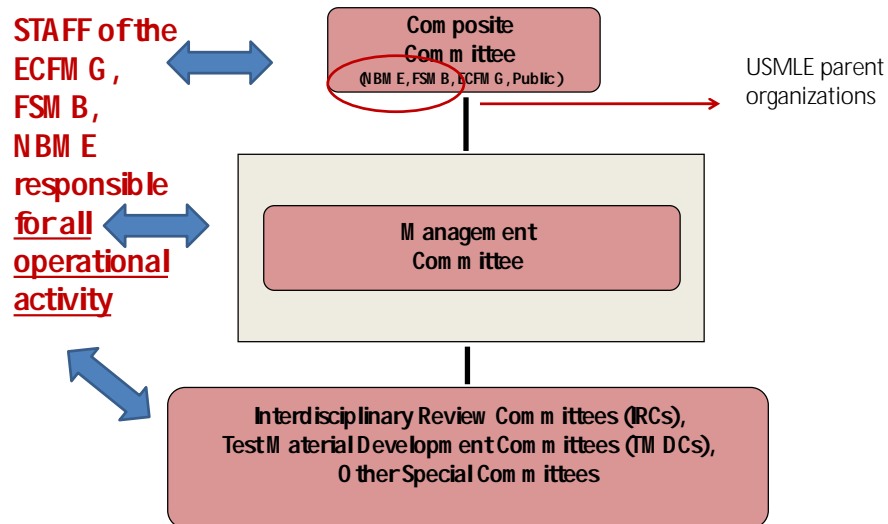 STAFF of the
ECFMG,
FSMB,
NBME
responsible
for all
operational
activity
Composite
Committee
(NBME, FSMB, ECFMG, Public)
USMLE parent
organizations
Management
Committee
Interdisciplinary Review Committees (IRCs),
Test Material Development Committees (TMDCs),
Other Special Committees